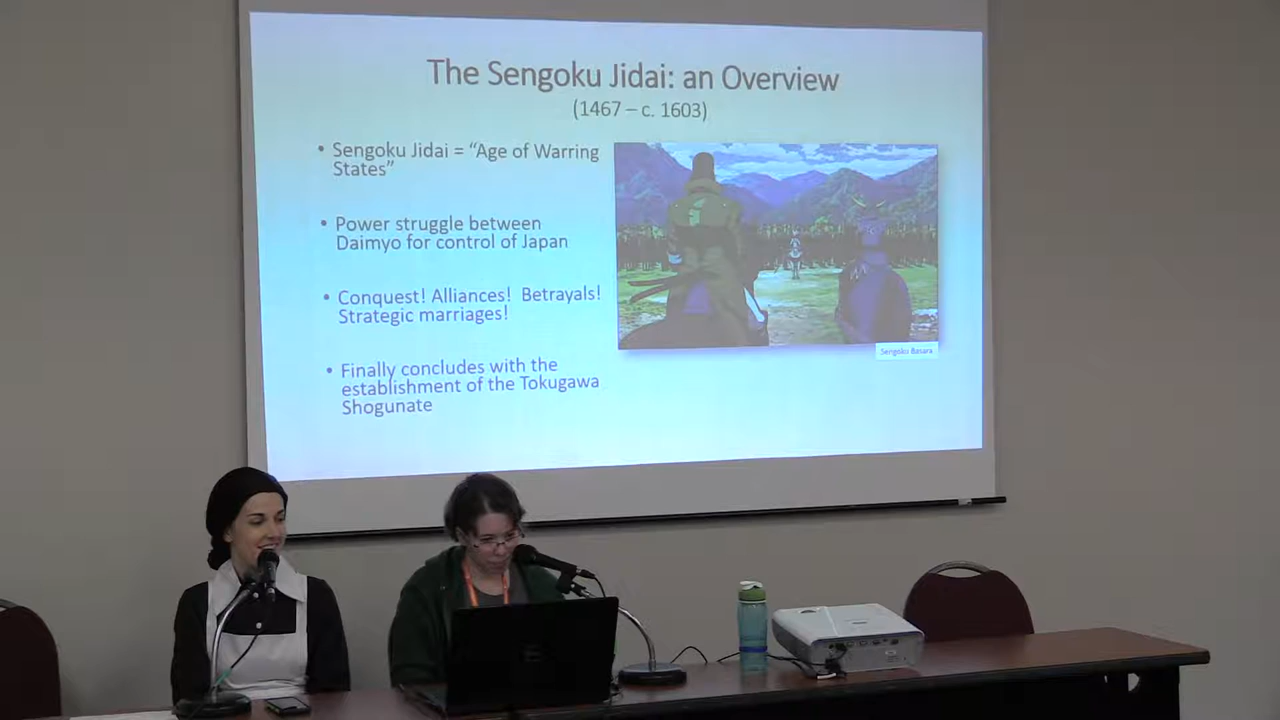 The Sengoku Jidai: an Overview
(1467 – c. 1603)
• Sengoku Jidai = “Age of Warring
States”
• Power struggle between
Daimyo for control of Japan
• Conquest! Alliances! Betrayals!
Strategic marriages!
• Finally concludes with the
establishment of the Tokugawa
Shogunate
Sengoku Basara